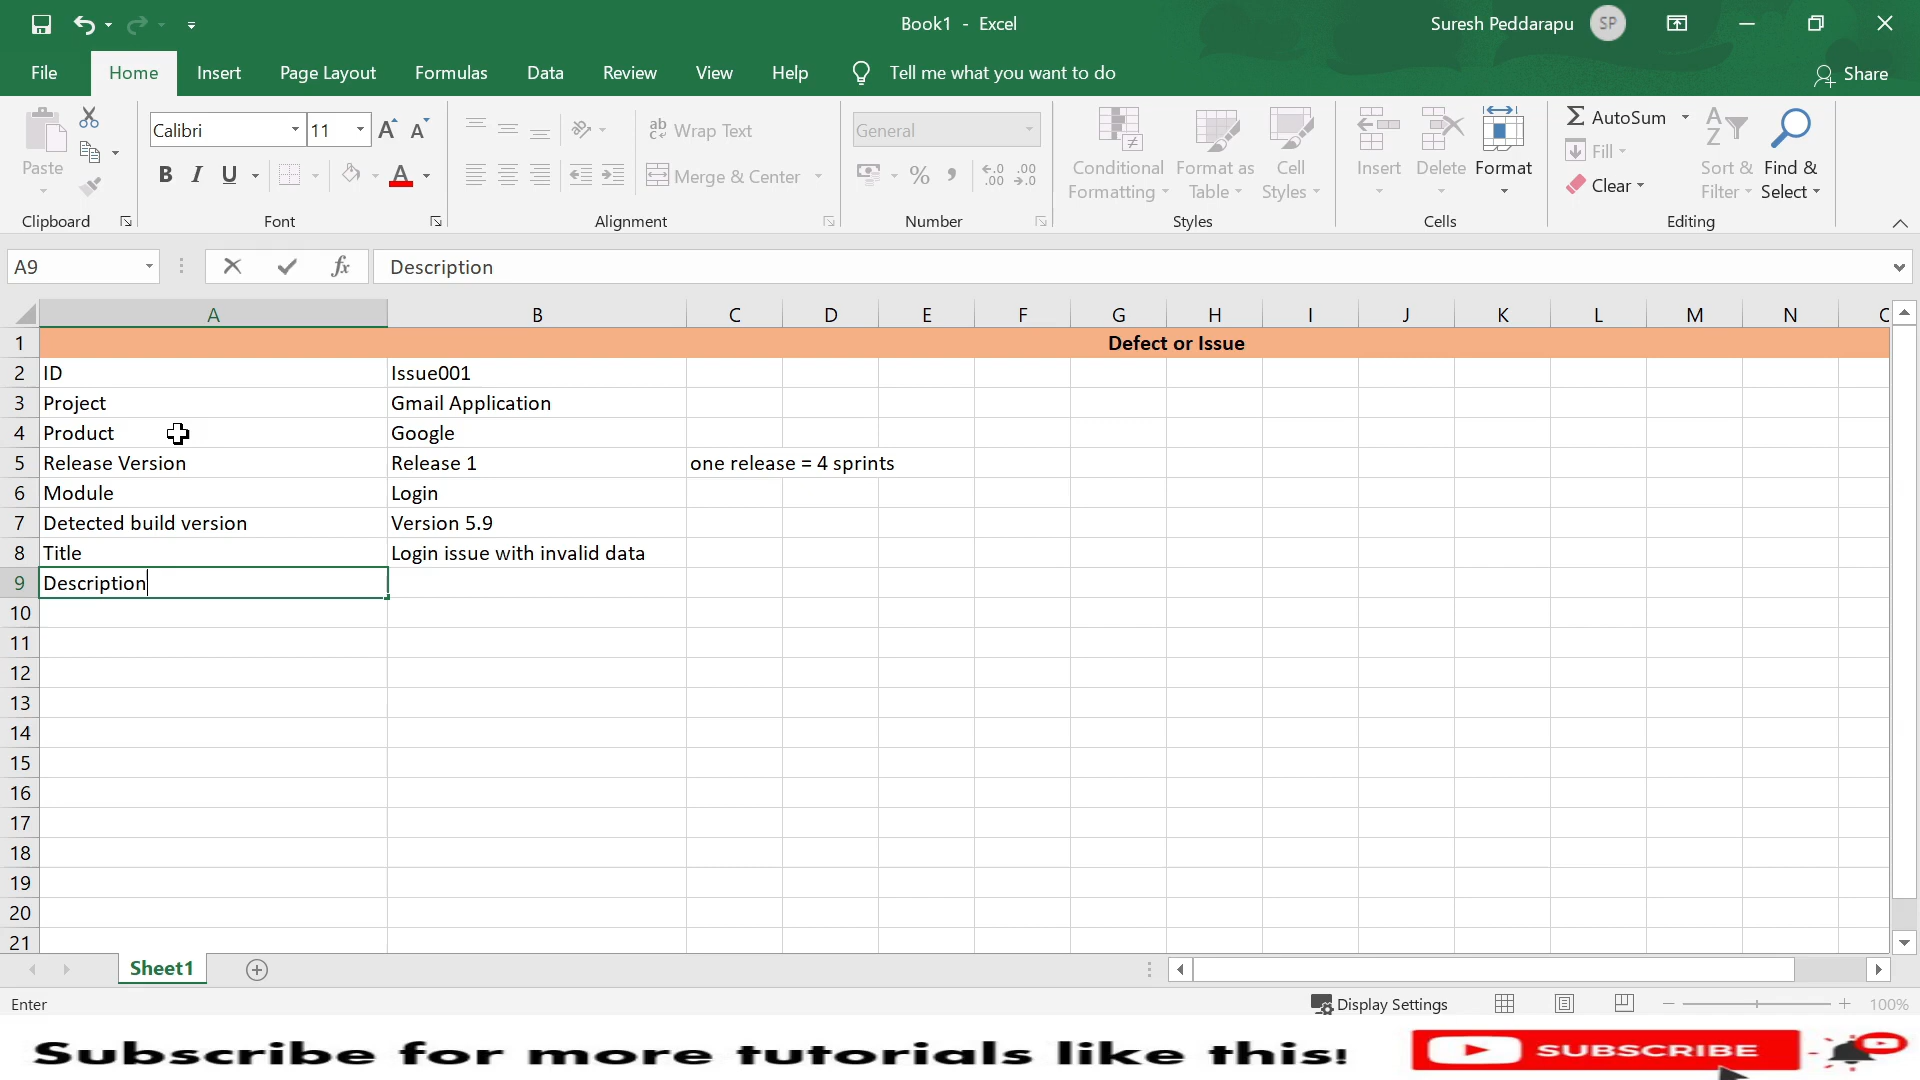 Book1 - Excel
Suresh Peddarapu SP
File Home Insert Page Layout Formulas Data Review View Help Tell me what you want to do Share
Calibri 11 ab Wrap Text General AutoSum
Paste Conditional Format as Cell Insert Delete Format Fill Sort & Find &
B I U A Merge & Center % , Formatting Table Styles Clear Filter Select
Clipboard Font Alignment Number Styles Cells Editing
A9 fx Description
A B C D E F G H I J K L M N
1 Defect or Issue
2 ID Issue001
3 Project Gmail Application
4 Product Google
5 Release Version Release 1 one release = 4 sprints
6 Module Login
7 Detected build version Version 5.9
8 Title Login issue with invalid data
9 Description
10
11
12
13
14
15
16
17
18
19
20
21
Sheet1
Enter Display Settings 100%
Subscribe for more tutorials like this! SUBSCRIBE